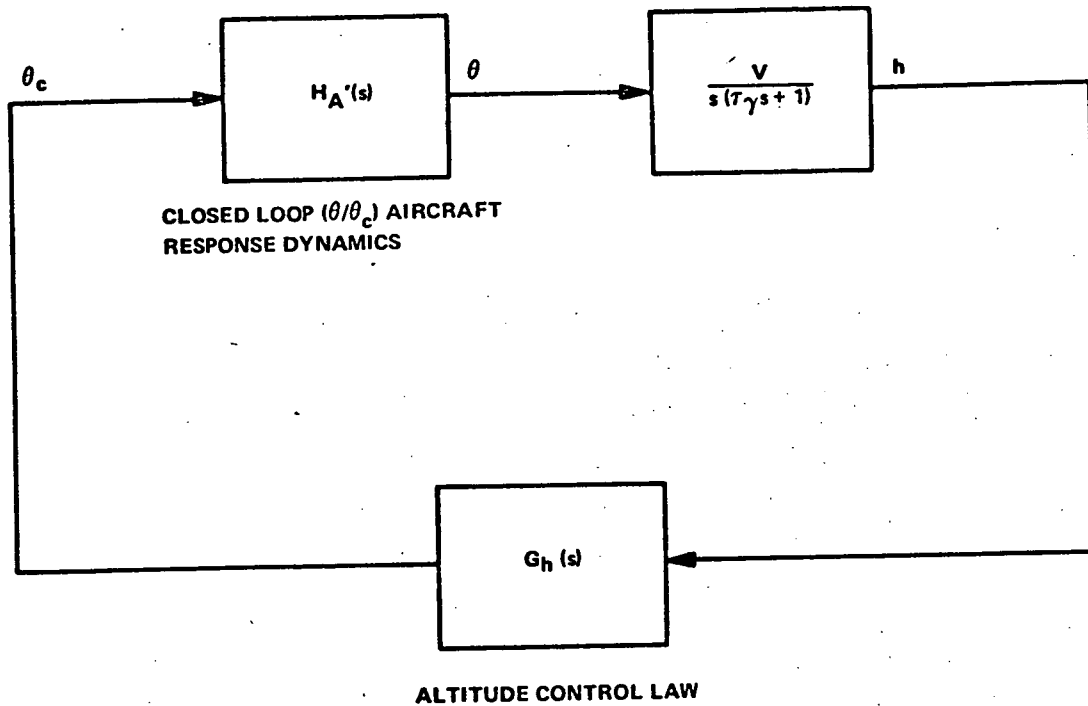 θc
HA'(s)
θ
V
s(τγs + 1)
h
CLOSED LOOP (θ/θc) AIRCRAFT
RESPONSE DYNAMICS
Gh (s)
ALTITUDE CONTROL LAW